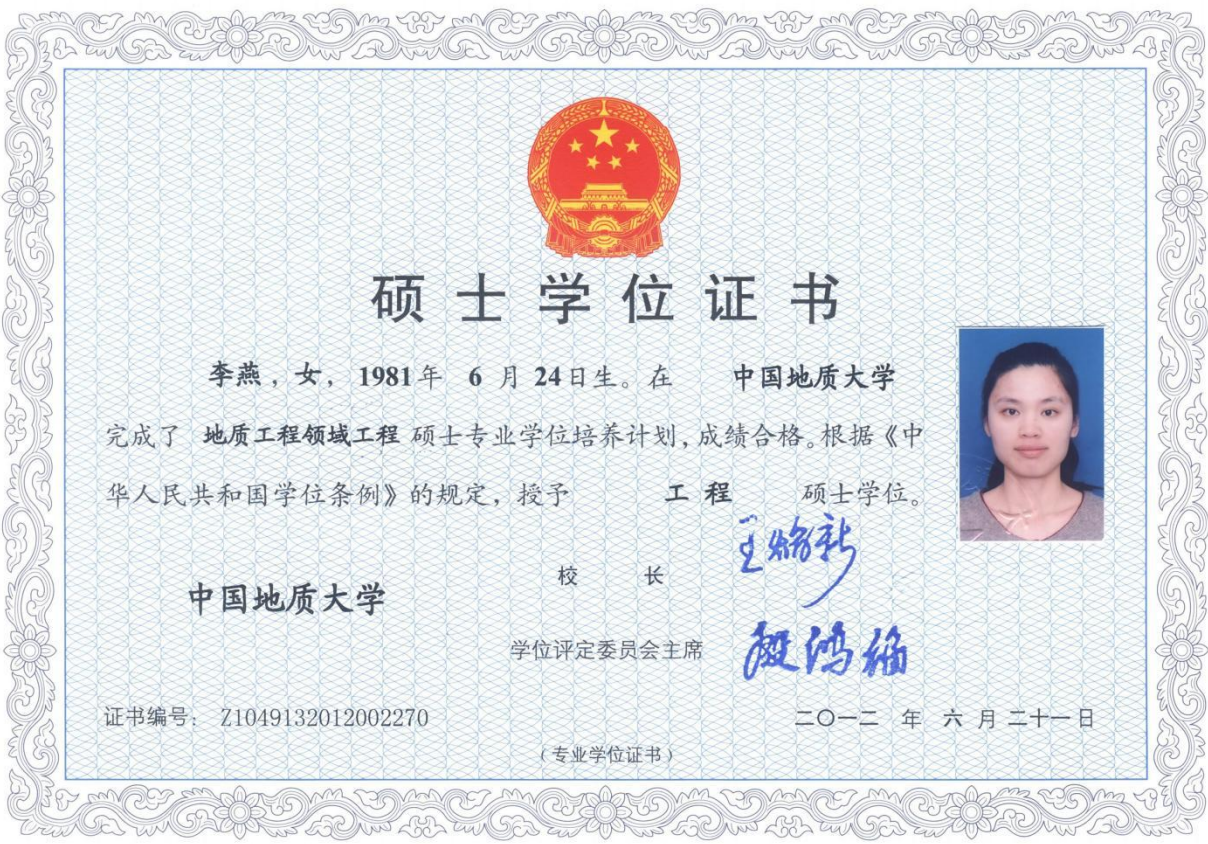 硕士学位证书
李燕，女，1981年 6 月 24日生。在 中国地质大学
完成了 地质工程领域工程 硕士专业学位培养计划，成绩合格。根据《中
华人民共和国学位条例》的规定，授予 工程 硕士学位。
校 长 王焰新
中国地质大学
学位评定委员会主席 殷鸿福
证书编号： Z1049132012002270 二〇一二 年 六 月 二十一 日
（专业学位证书）